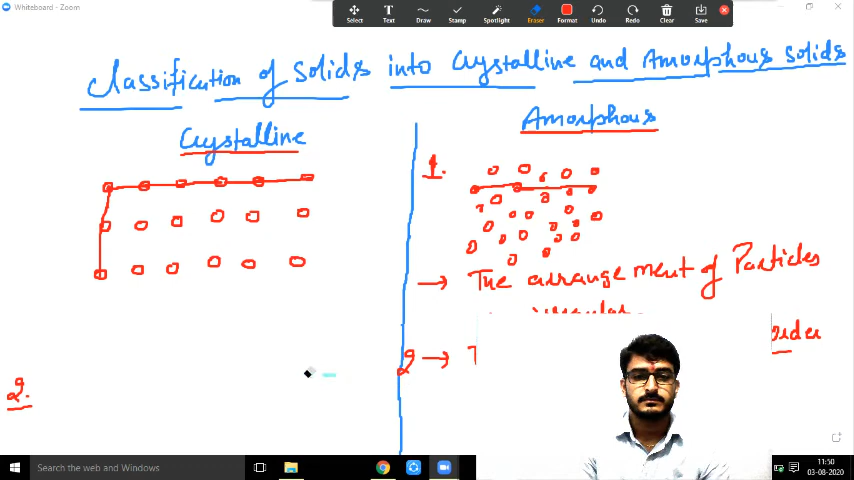 Whiteboard - Zoom
Select Text Draw Stamp Spotlight Eraser Format Undo Redo Clear Save
Classification of Solids into Crystalline and Amorphous solids
Crystalline
Amorphous
1.
→ The arrangement of Particles
irregular
2 → T
order
2.
Search the web and Windows
11:50
03-08-2020